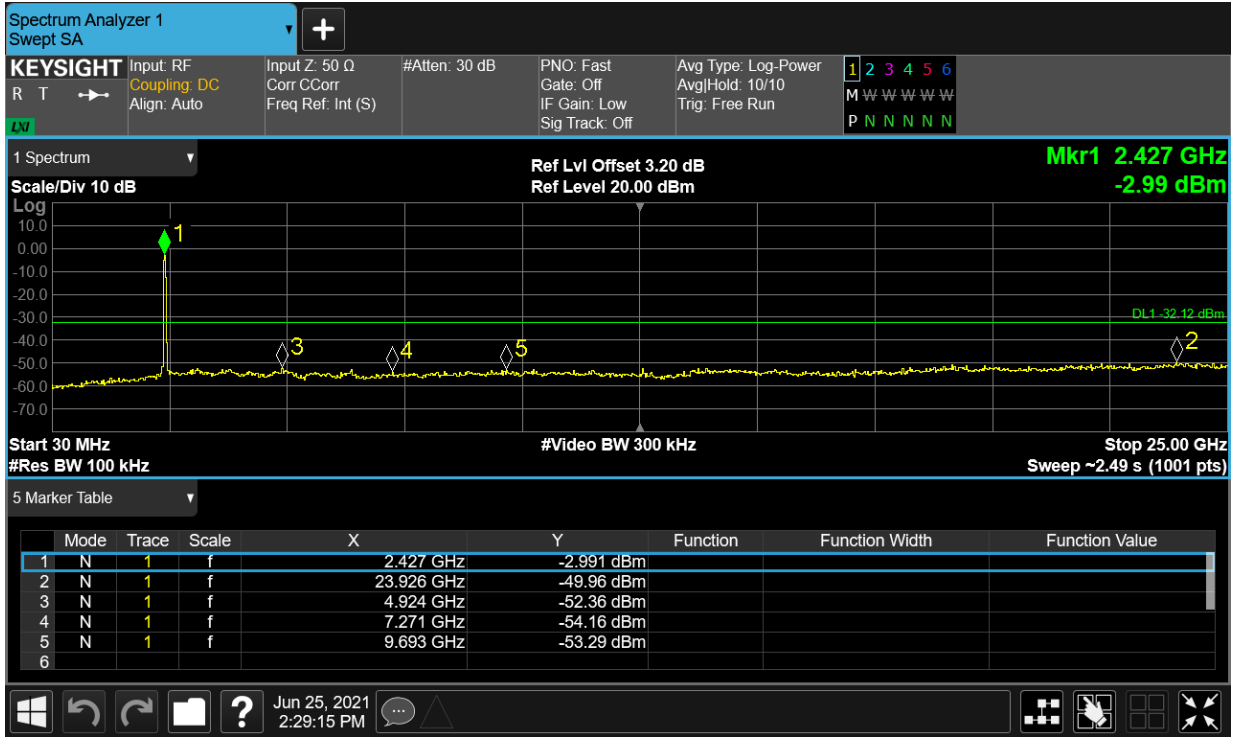 Spectrum Analyzer 1
Swept SA
+
KEYSIGHT
R T
LXI
Input: RF
Coupling: DC
Align: Auto
Input Z: 50 Ω
Corr CCorr
Freq Ref: Int (S)
#Atten: 30 dB
PNO: Fast
Gate: Off
IF Gain: Low
Sig Track: Off
Avg Type: Log-Power
Avg|Hold: 10/10
Trig: Free Run
1 2 3 4 5 6
M W W W W W
P N N N N N
1 Spectrum
Scale/Div 10 dB
Ref Lvl Offset 3.20 dB
Ref Level 20.00 dBm
Mkr1 2.427 GHz
-2.99 dBm
Log
10.0
0.00
-10.0
-20.0
-30.0
-40.0
-50.0
-60.0
-70.0
1
3
4
5
2
DL1 -32.12 dBm
Start 30 MHz
#Video BW 300 kHz
Stop 25.00 GHz
#Res BW 100 kHz
Sweep ~2.49 s (1001 pts)
5 Marker Table
Mode Trace Scale X Y Function Function Width Function Value
1 N 1 f 2.427 GHz -2.991 dBm
2 N 1 f 23.926 GHz -49.96 dBm
3 N 1 f 4.924 GHz -52.36 dBm
4 N 1 f 7.271 GHz -54.16 dBm
5 N 1 f 9.693 GHz -53.29 dBm
6
?
Jun 25, 2021
2:29:15 PM